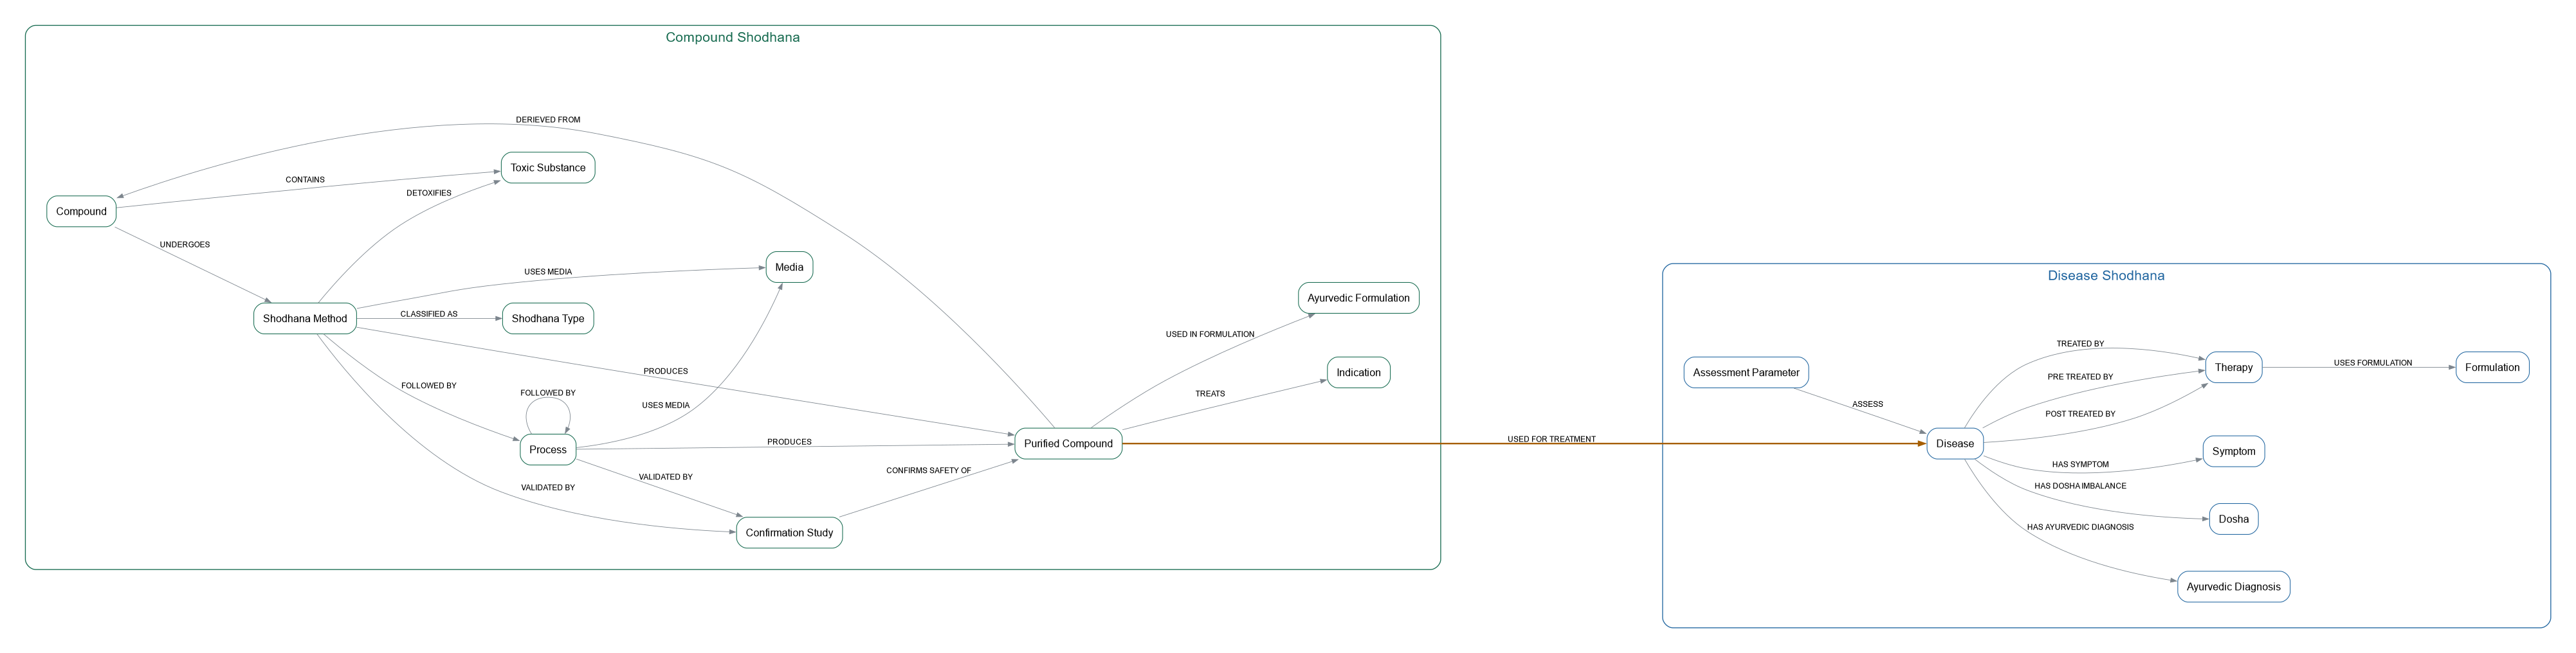 Compound Shodhana
DERIEVED FROM
Toxic Substance
CONTAINS
DETOXIFIES
Compound
UNDERGOES
USES MEDIA
Media
Shodhana Method
CLASSIFIED AS
Shodhana Type
Ayurvedic Formulation
USED IN FORMULATION
PRODUCES
Indication
FOLLOWED BY
FOLLOWED BY
TREATS
USES MEDIA
Process
PRODUCES
Purified Compound
VALIDATED BY
CONFIRMS SAFETY OF
VALIDATED BY
Confirmation Study
USED FOR TREATMENT
Disease Shodhana
Assessment Parameter
ASSESS
Disease
TREATED BY
PRE TREATED BY
POST TREATED BY
Therapy
USES FORMULATION
Formulation
HAS SYMPTOM
Symptom
HAS DOSHA IMBALANCE
Dosha
HAS AYURVEDIC DIAGNOSIS
Ayurvedic Diagnosis